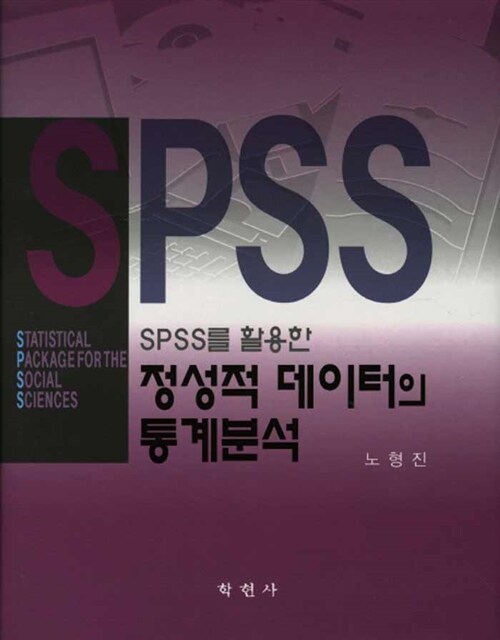 SPSS
STATISTICAL
PACKAGE FOR THE
SOCIAL
SCIENCES
SPSS를 활용한
정성적 데이터의
통계분석
노형진
학현사